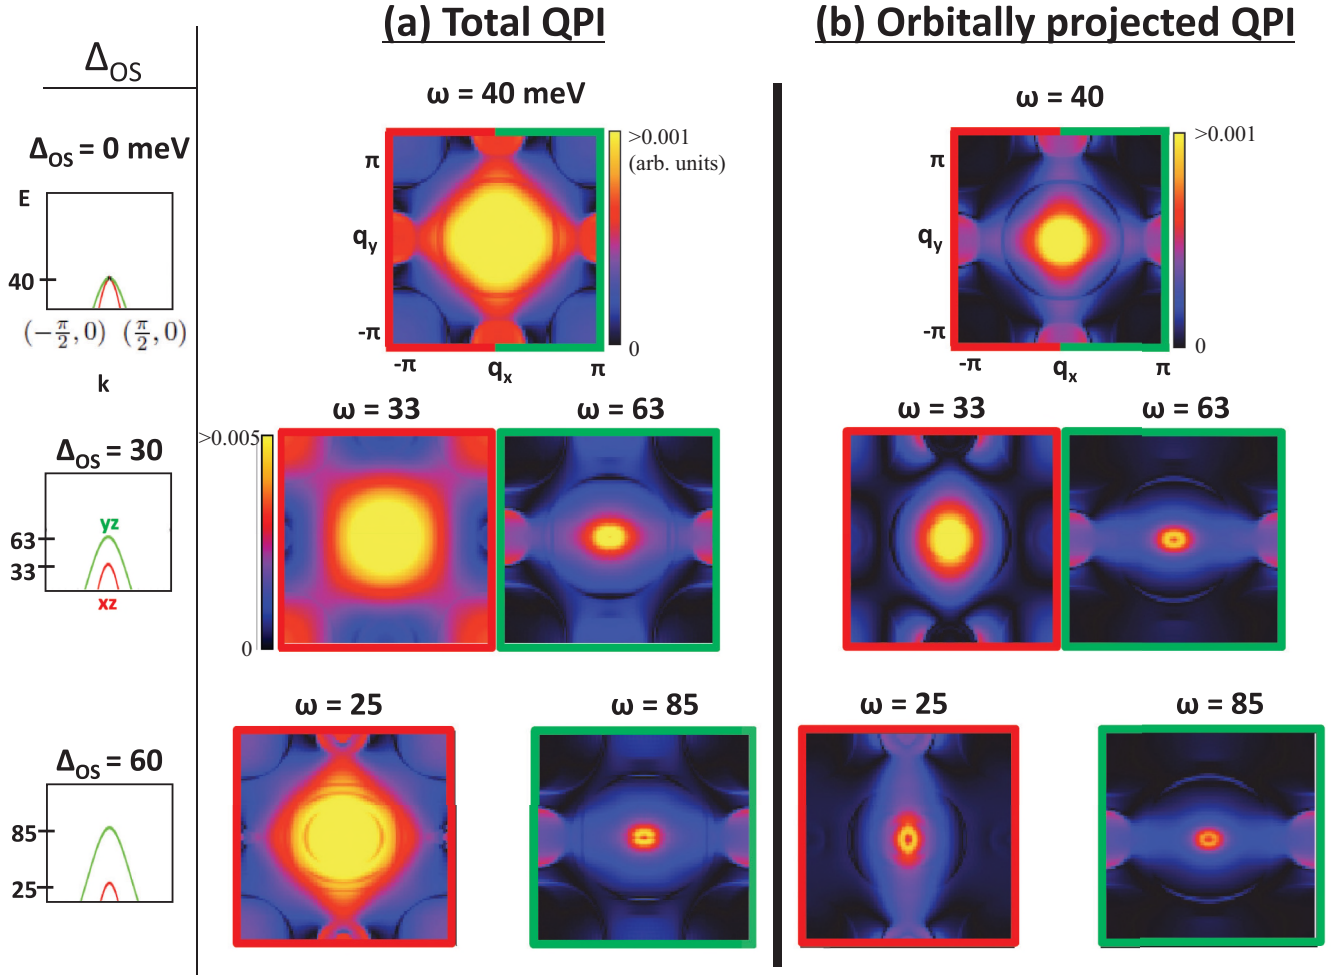 (a) Total QPI
(b) Orbitally projected QPI
Δ_OS
ω = 40 meV
ω = 40
Δ_OS = 0 meV
E
40
(-π/2, 0) (π/2, 0)
k
π
q_y
-π
-π q_x π
>0.001
(arb. units)
0
π
q_y
-π
-π q_x π
>0.001
0
Δ_OS = 30
63
33
yz
xz
ω = 33
ω = 63
>0.005
0
ω = 33
ω = 63
Δ_OS = 60
85
25
ω = 25
ω = 85
ω = 25
ω = 85